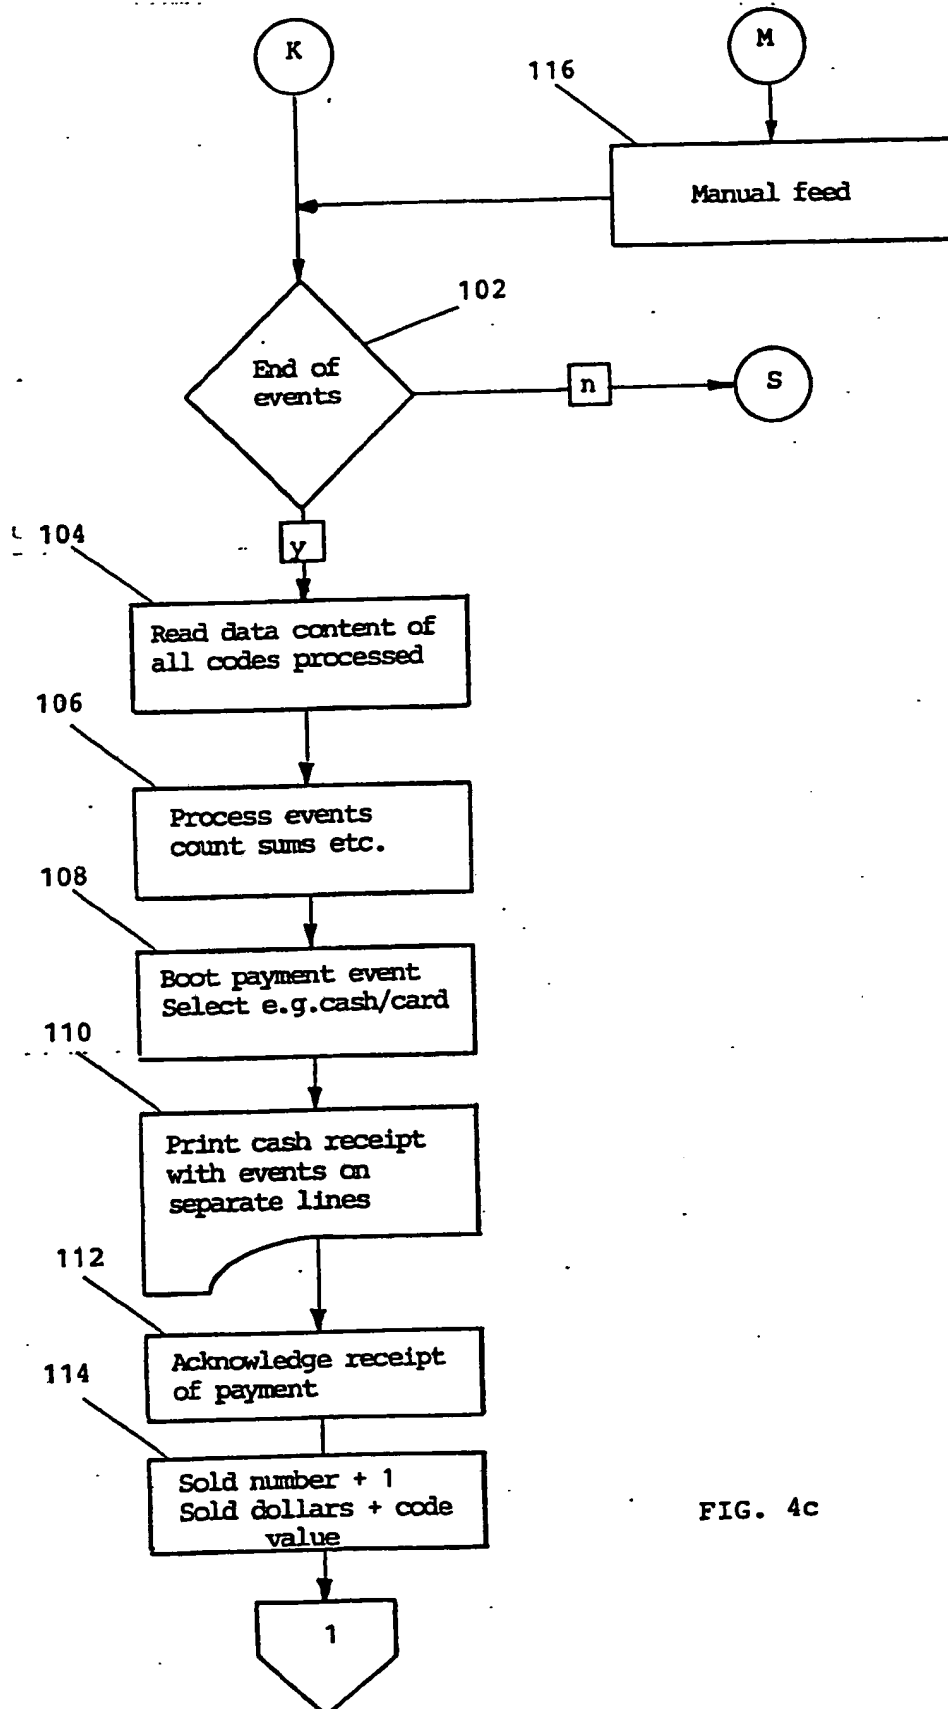 K
M
116
Manual feed
102
End of
events
n
S
y
104
Read data content of
all codes processed
106
Process events
count sums etc.
108
Boot payment event
Select e.g.cash/card
110
Print cash receipt
with events on
separate lines
112
Acknowledge receipt
of payment
114
Sold number + 1
Sold dollars + code
value
FIG. 4c
1